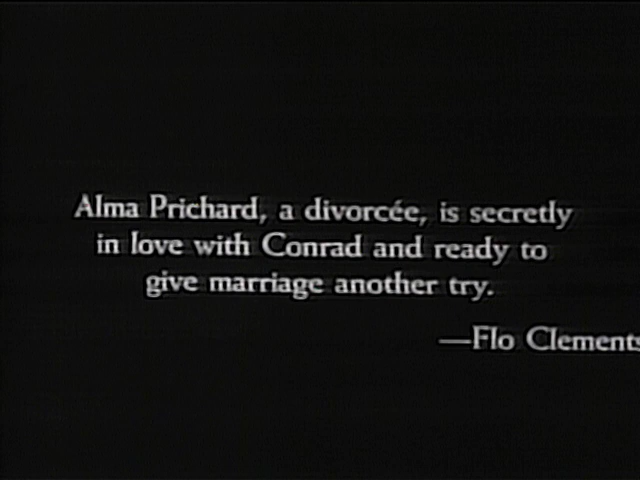 Alma Prichard, a divorcée, is secretly
in love with Conrad and ready to
give marriage another try.
—Flo Clements